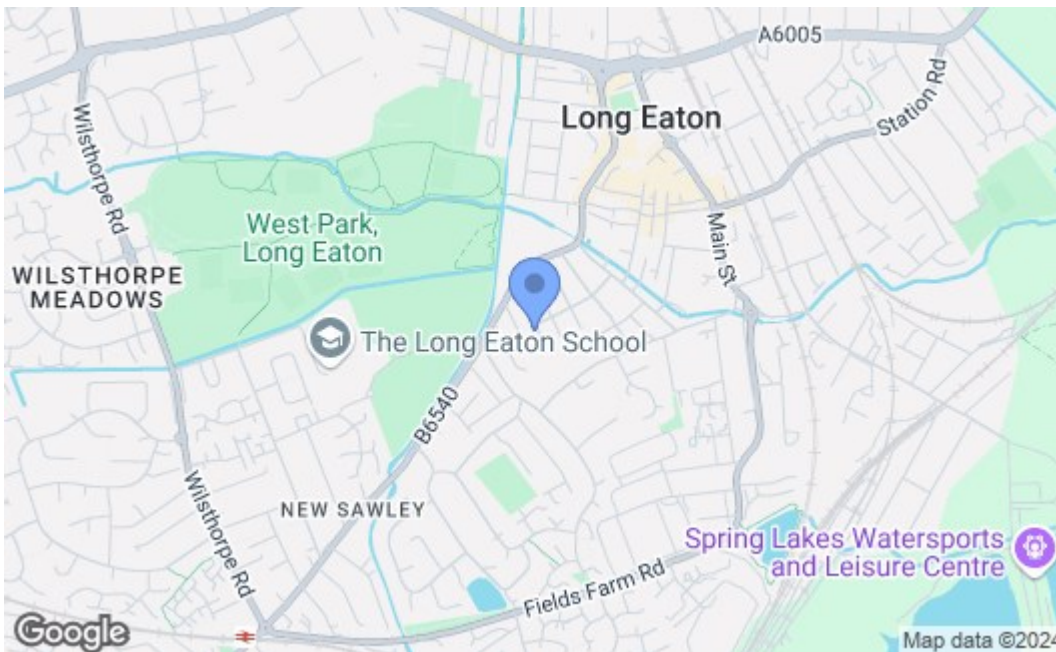 A6005
Station Rd
Long Eaton
Wilsthorpe Rd
West Park,
Long Eaton
Main St
WILSTHORPE
MEADOWS
The Long Eaton School
B6540
NEW SAWLEY
Wilsthorpe Rd
Spring Lakes Watersports
and Leisure Centre
Fields Farm Rd
Google
Map data ©2024